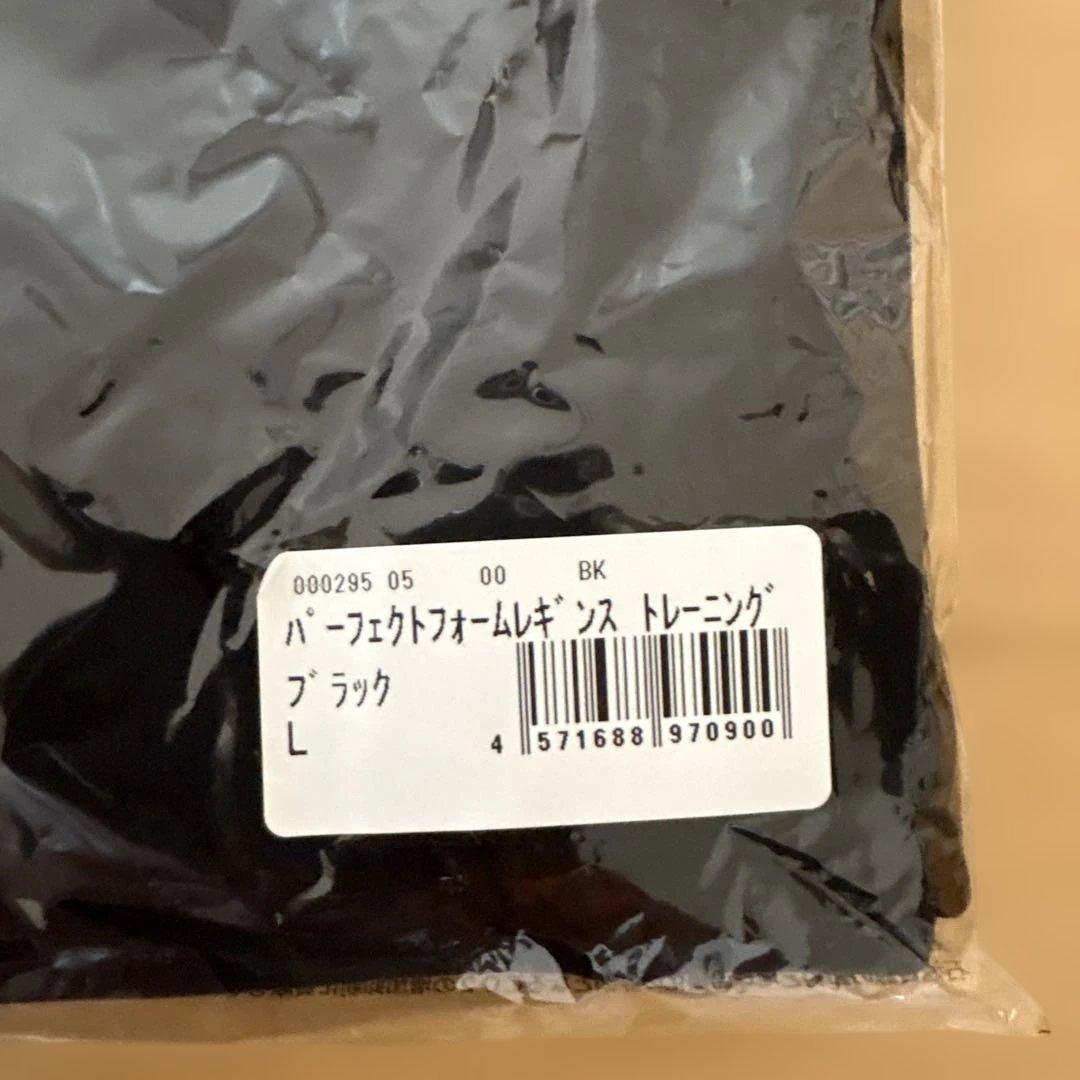 000295 05 00 BK
ﾊﾟｰﾌｪｸﾄﾌｫｰﾑﾚｷﾞﾝｽ ﾄﾚｰﾆﾝｸﾞ
ﾌﾞﾗｯｸ
L
4 571688 970900